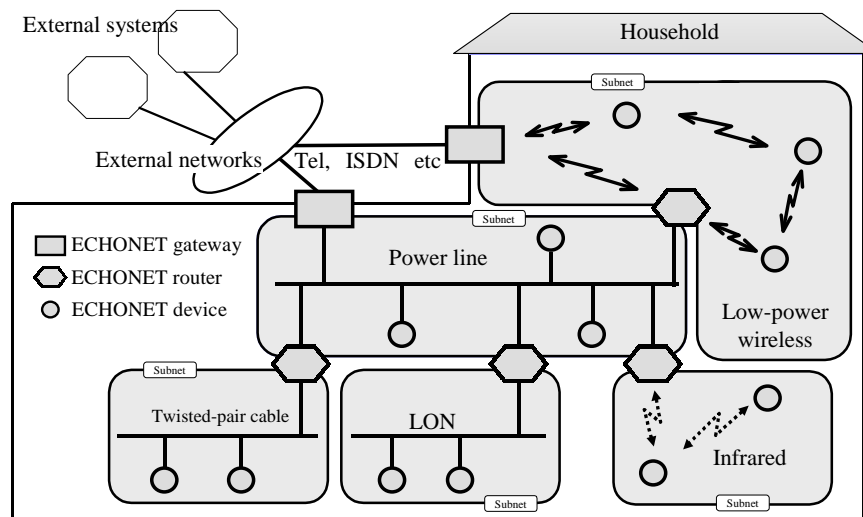 External systems
Household
Subnet
External networks
Tel, ISDN etc
Subnet
ECHONET gateway
ECHONET router
ECHONET device
Power line
Low-power
wireless
Subnet
Twisted-pair cable
LON
Infrared
Subnet
Subnet